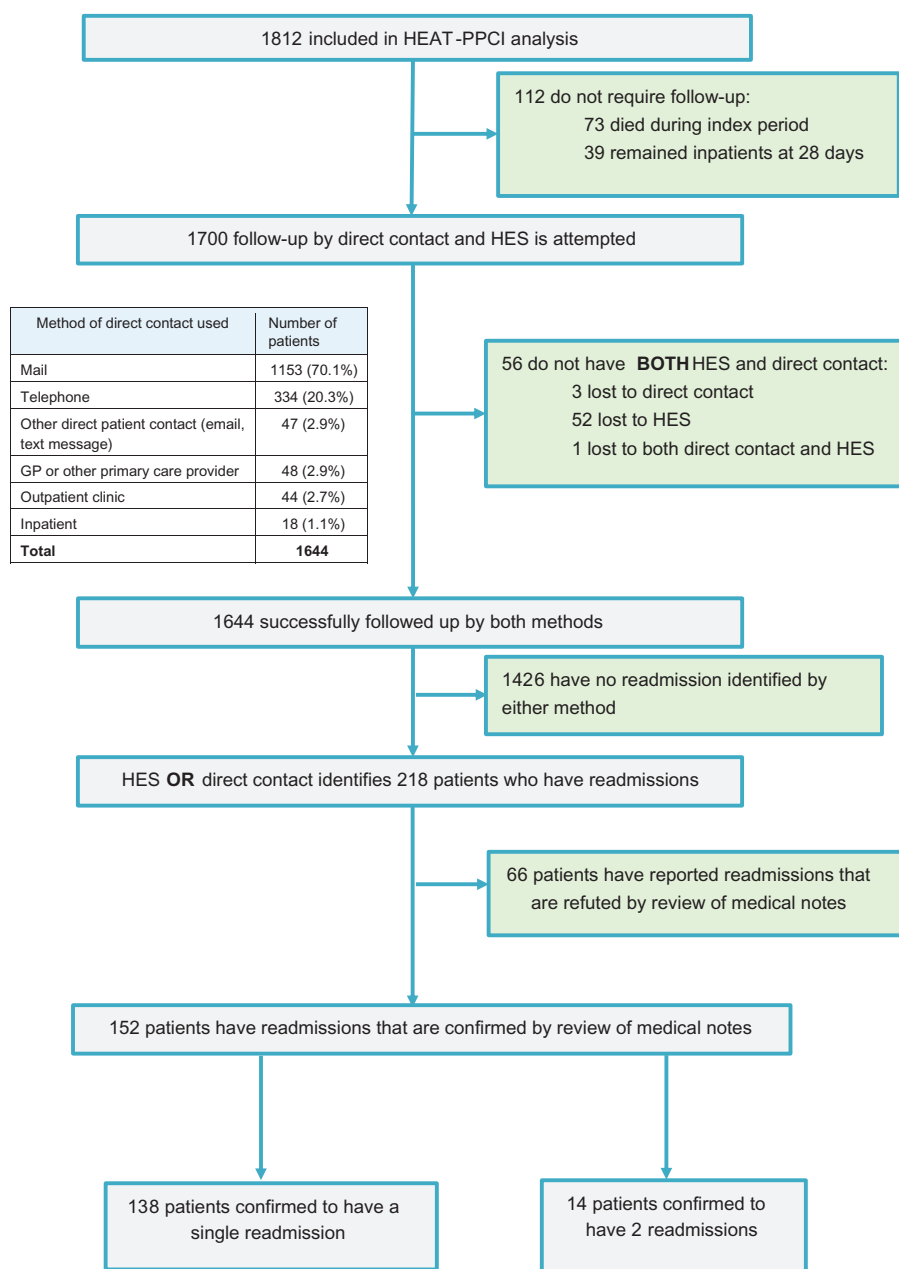 1812 included in HEAT-PPCI analysis
112 do not require follow-up:
73 died during index period
39 remained inpatients at 28 days
1700 follow-up by direct contact and HES is attempted
Method of direct contact used Number of
patients
Mail 1153 (70.1%)
Telephone 334 (20.3%)
Other direct patient contact (email, 47 (2.9%)
text message)
GP or other primary care provider 48 (2.9%)
Outpatient clinic 44 (2.7%)
Inpatient 18 (1.1%)
Total 1644
56 do not have BOTH HES and direct contact:
3 lost to direct contact
52 lost to HES
1 lost to both direct contact and HES
1644 successfully followed up by both methods
1426 have no readmission identified by
either method
HES OR direct contact identifies 218 patients who have readmissions
66 patients have reported readmissions that
are refuted by review of medical notes
152 patients have readmissions that are confirmed by review of medical notes
138 patients confirmed to have a
single readmission
14 patients confirmed to
have 2 readmissions